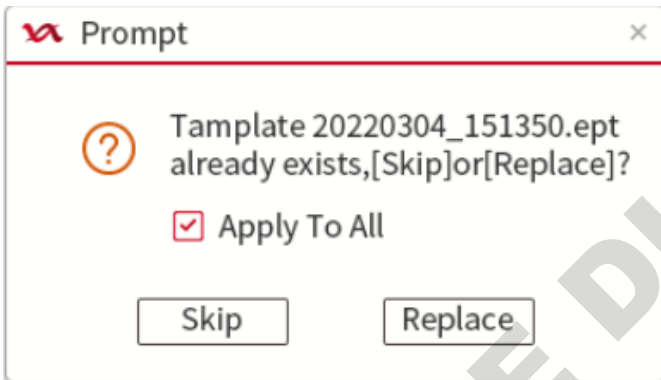 Prompt
Tamplate 20220304_151350.ept
already exists,[Skip]or[Replace]?
Apply To All
Skip
Replace